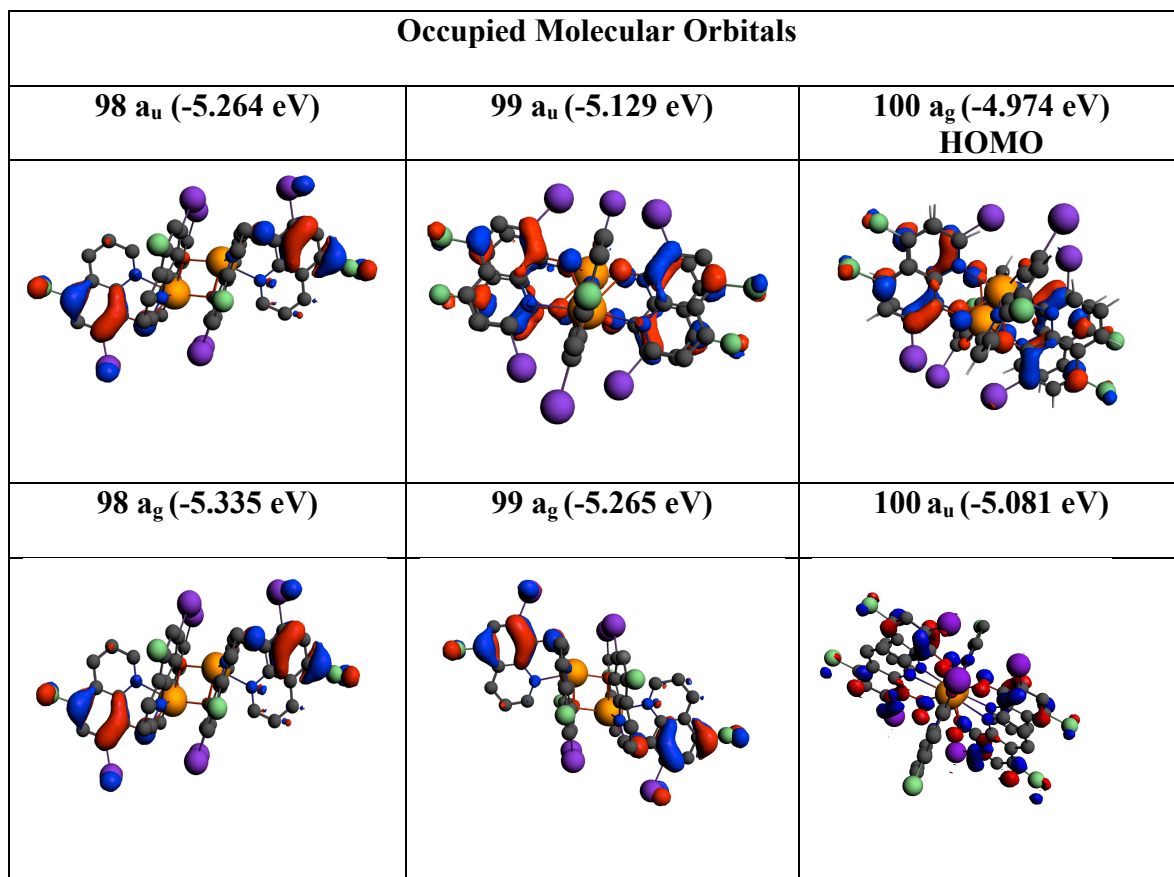 Occupied Molecular Orbitals
98 au (-5.264 eV)
99 au (-5.129 eV)
100 ag (-4.974 eV)
HOMO
98 ag (-5.335 eV)
99 ag (-5.265 eV)
100 au (-5.081 eV)